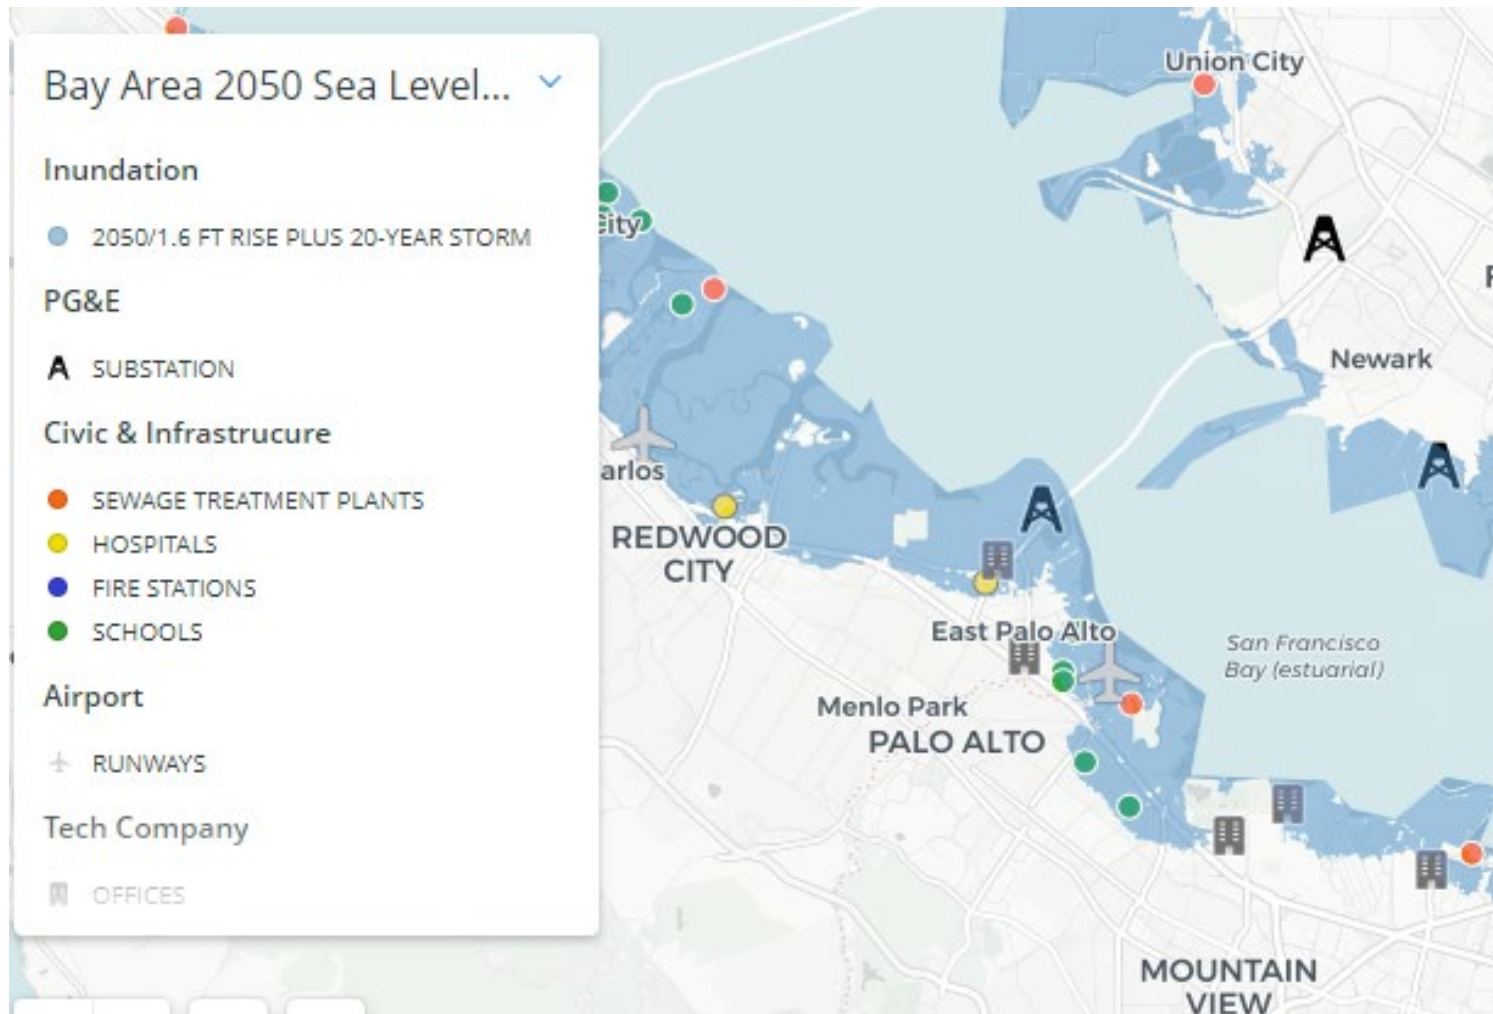 Bay Area 2050 Sea Level...
Inundation
2050/1.6 FT RISE PLUS 20-YEAR STORM
PG&E
SUBSTATION
Civic & Infrastrucure
SEWAGE TREATMENT PLANTS
HOSPITALS
FIRE STATIONS
SCHOOLS
Airport
RUNWAYS
Tech Company
OFFICES
Union City
City
Newark
arlos
REDWOOD
CITY
East Palo Alto
San Francisco
Bay (estuarial)
Menlo Park
PALO ALTO
MOUNTAIN
VIEW